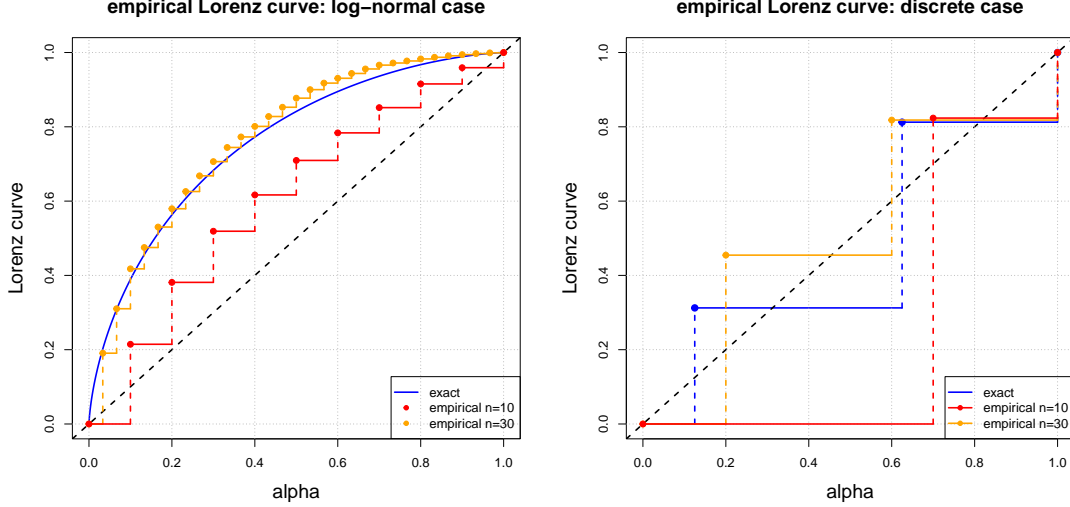 empirical Lorenz curve: log−normal case
Lorenz curve
1.0
0.8
0.6
0.4
0.2
0.0
0.0 0.2 0.4 0.6 0.8 1.0
alpha
exact
empirical n=10
empirical n=30
empirical Lorenz curve: discrete case
Lorenz curve
1.0
0.8
0.6
0.4
0.2
0.0
0.0 0.2 0.4 0.6 0.8 1.0
alpha
exact
empirical n=10
empirical n=30